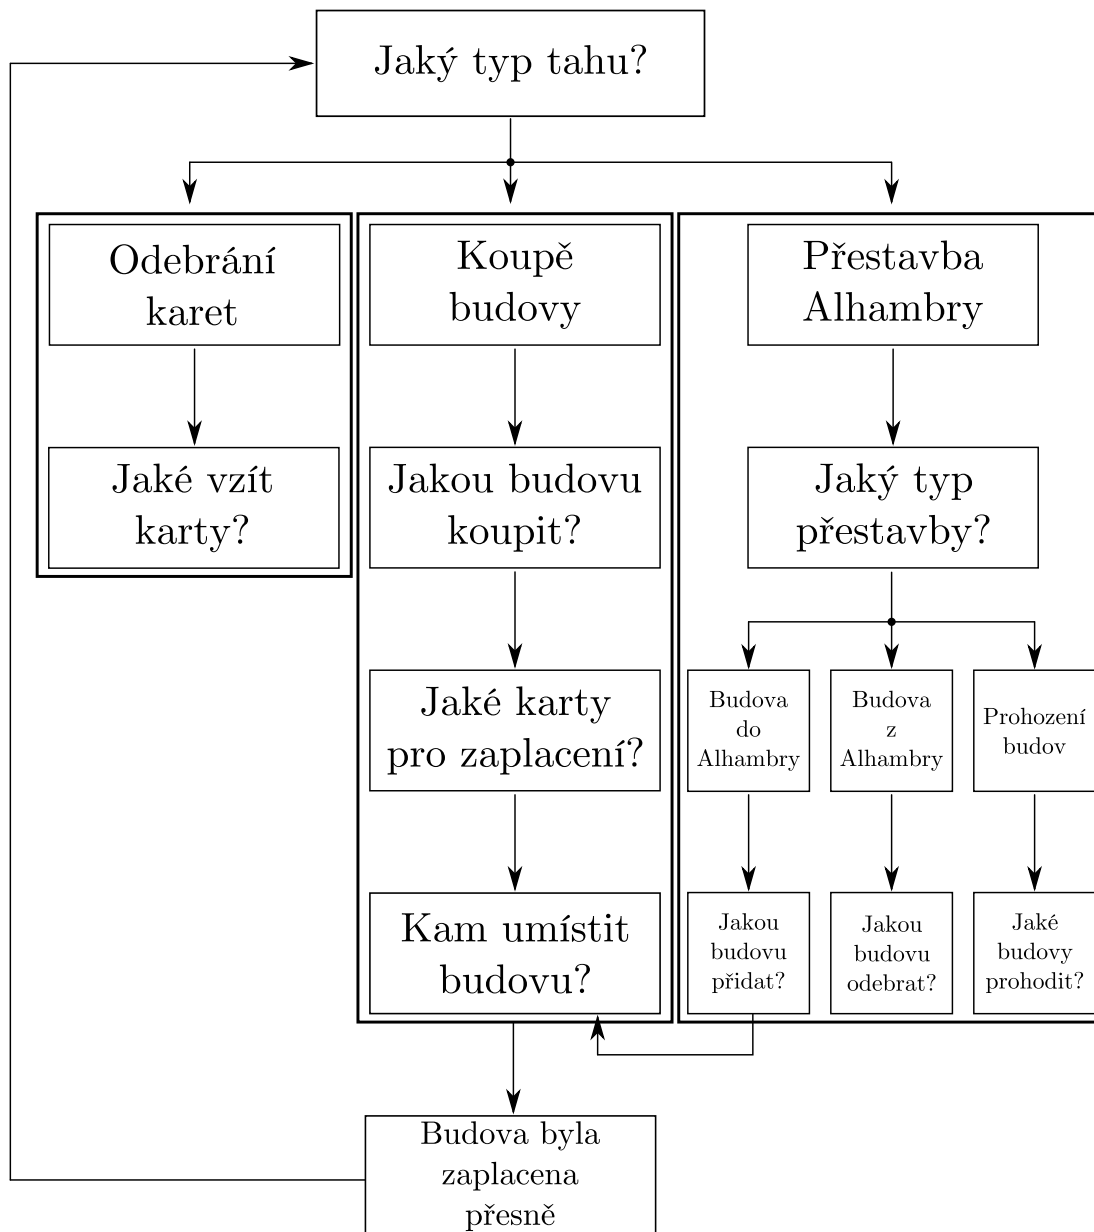 Jaký typ tahu?
Odebrání
karet
Jaké vzít
karty?
Koupě
budovy
Jakou budovu
koupit?
Jaké karty
pro zaplacení?
Kam umístit
budovu?
Přestavba
Alhambry
Jaký typ
přestavby?
Budova
do
Alhambry
Jakou
budovu
přidat?
Budova
z
Alhambry
Jakou
budovu
odebrat?
Prohození
budov
Jaké
budovy
prohodit?
Budova byla
zaplacena
přesně